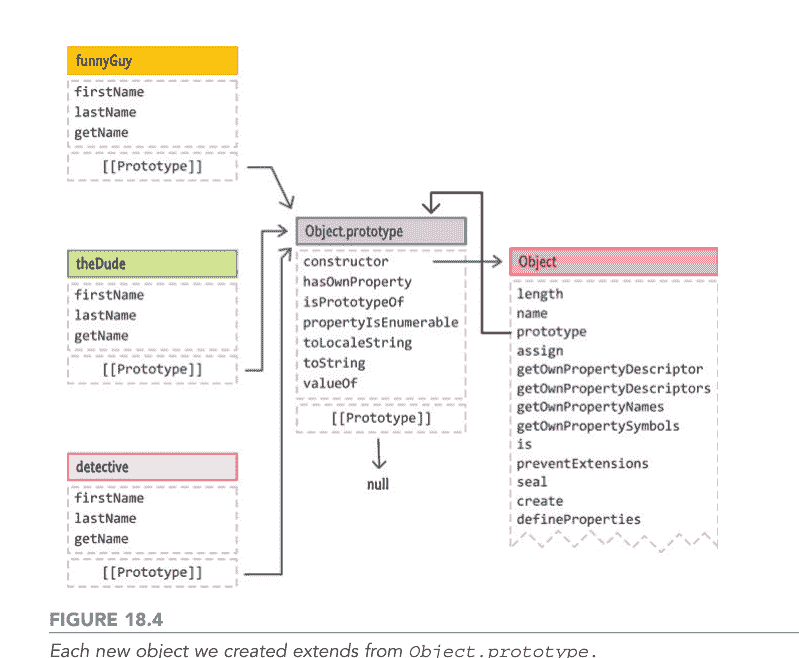 funnyGuy
firstName
lastName
getName
[[Prototype]]
theDude
firstName
lastName
getName
[[Prototype]]
detective
firstName
lastName
getName
[[Prototype]]
Object.prototype
constructor
hasOwnProperty
isPrototypeOf
propertyIsEnumerable
toLocaleString
toString
valueOf
[[Prototype]]
null
Object
length
name
prototype
assign
getOwnPropertyDescriptor
getOwnPropertyDescriptors
getOwnPropertyNames
getOwnPropertySymbols
is
preventExtensions
seal
create
defineProperties
FIGURE 18.4
Each new object we created extends from Object.prototype.